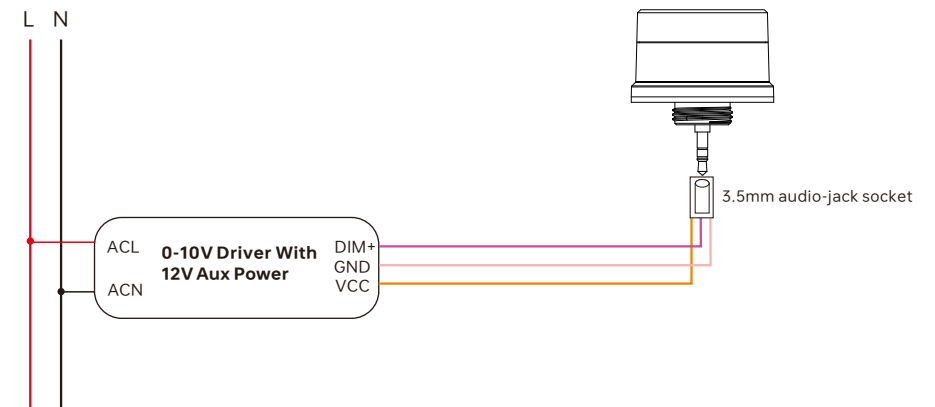 L N
3.5mm audio-jack socket
ACL
0-10V Driver With
12V Aux Power
ACN
DIM+
GND
VCC